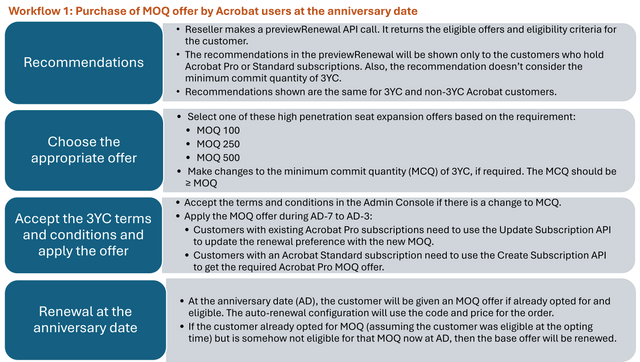 Workflow 1: Purchase of MOQ offer by Acrobat users at the anniversary date
Recommendations
• Reseller makes a previewRenewal API call. It returns the eligible offers and eligibility criteria for
the customer.
• The recommendations in the previewRenewal will be shown only to the customers who hold
Acrobat Pro or Standard subscriptions. Also, the recommendation doesn't consider the
minimum commit quantity of 3YC.
• Recommendations shown are the same for 3YC and non-3YC Acrobat customers.
Choose the
appropriate offer
• Select one of these high penetration seat expansion offers based on the requirement:
• MOQ 100
• MOQ 250
• MOQ 500
• Make changes to the minimum commit quantity (MCQ) of 3YC, if required. The MCQ should be
≥ MOQ
Accept the 3YC terms
and conditions and
apply the offer
• Accept the terms and conditions in the Admin Console if there is a change to MCQ.
• Apply the MOQ offer during AD-7 to AD-3:
• Customers with existing Acrobat Pro subscriptions need to use the Update Subscription API
to update the renewal preference with the new MOQ.
• Customers with an Acrobat Standard subscription need to use the Create Subscription API
to get the required Acrobat Pro MOQ offer.
Renewal at the
anniversary date
• At the anniversary date (AD), the customer will be given an MOQ offer if already opted for and
eligible. The auto-renewal configuration will use the code and price for the order.
• If the customer already opted for MOQ (assuming the customer was eligible at the opting
time) but is somehow not eligible for that MOQ now at AD, then the base offer will be renewed.